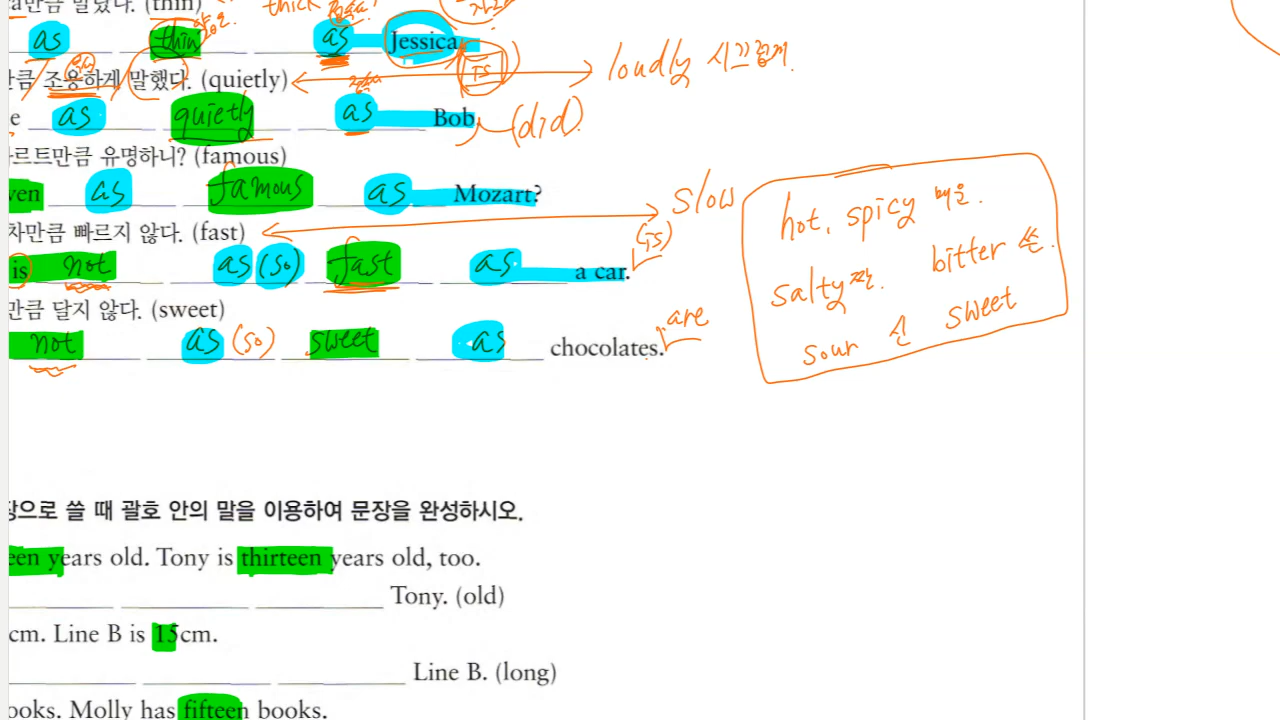 만큼 말랐다. (thin) thick
as thin as Jessica
만큼 조용하게 말했다. (quietly) loudly 시끄럽게
as quietly as Bob (did)
르트만큼 유명하니? (famous)
ven as famous as Mozart? slow
차만큼 빠르지 않다. (fast) (is)
is not as (so) fast as a car.
만큼 달지 않다. (sweet) are
not as (so) sweet as chocolates.
hot, spicy 매운.
salty 짠. bitter 쓴.
sour 신 sweet
장으로 쓸 때 괄호 안의 말을 이용하여 문장을 완성하시오.
een years old. Tony is thirteen years old, too.
Tony. (old)
cm. Line B is 15cm.
Line B. (long)
ooks. Molly has fifteen books.